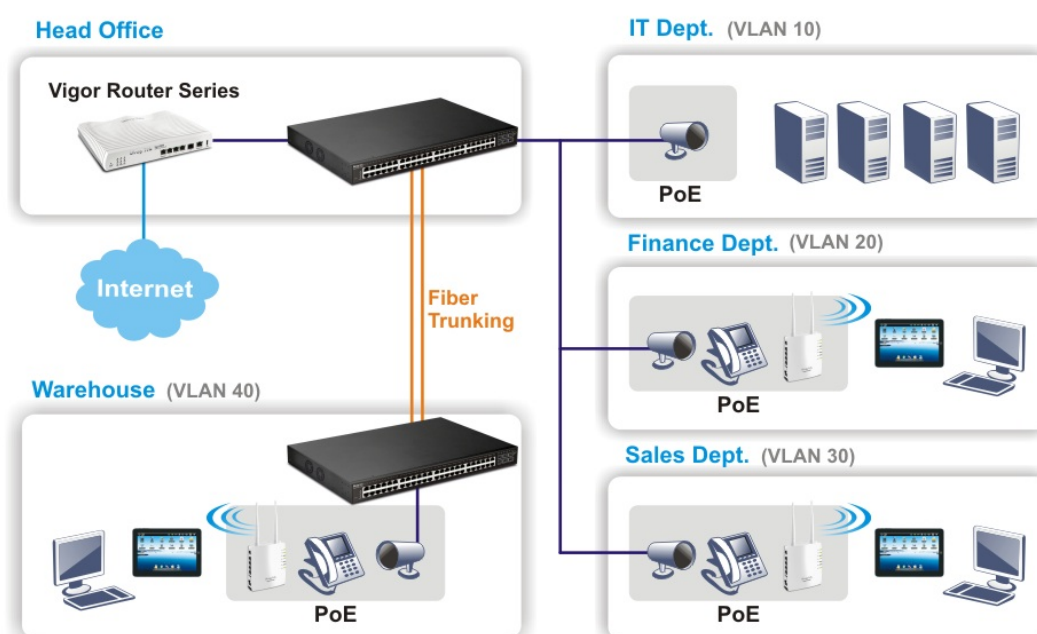 Head Office
Vigor Router Series
Internet
Fiber
Trunking
Warehouse (VLAN 40)
PoE
IT Dept. (VLAN 10)
PoE
Finance Dept. (VLAN 20)
PoE
Sales Dept. (VLAN 30)
PoE